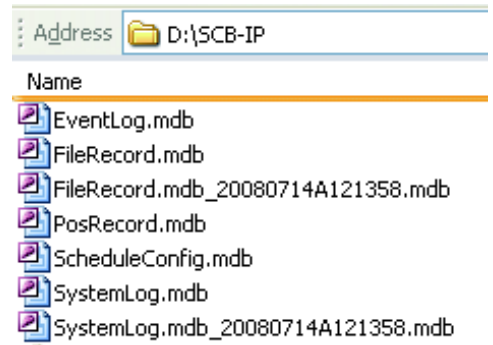 Address D:\SCB-IP
Name
EventLog.mdb
FileRecord.mdb
FileRecord.mdb_20080714A121358.mdb
PosRecord.mdb
ScheduleConfig.mdb
SystemLog.mdb
SystemLog.mdb_20080714A121358.mdb